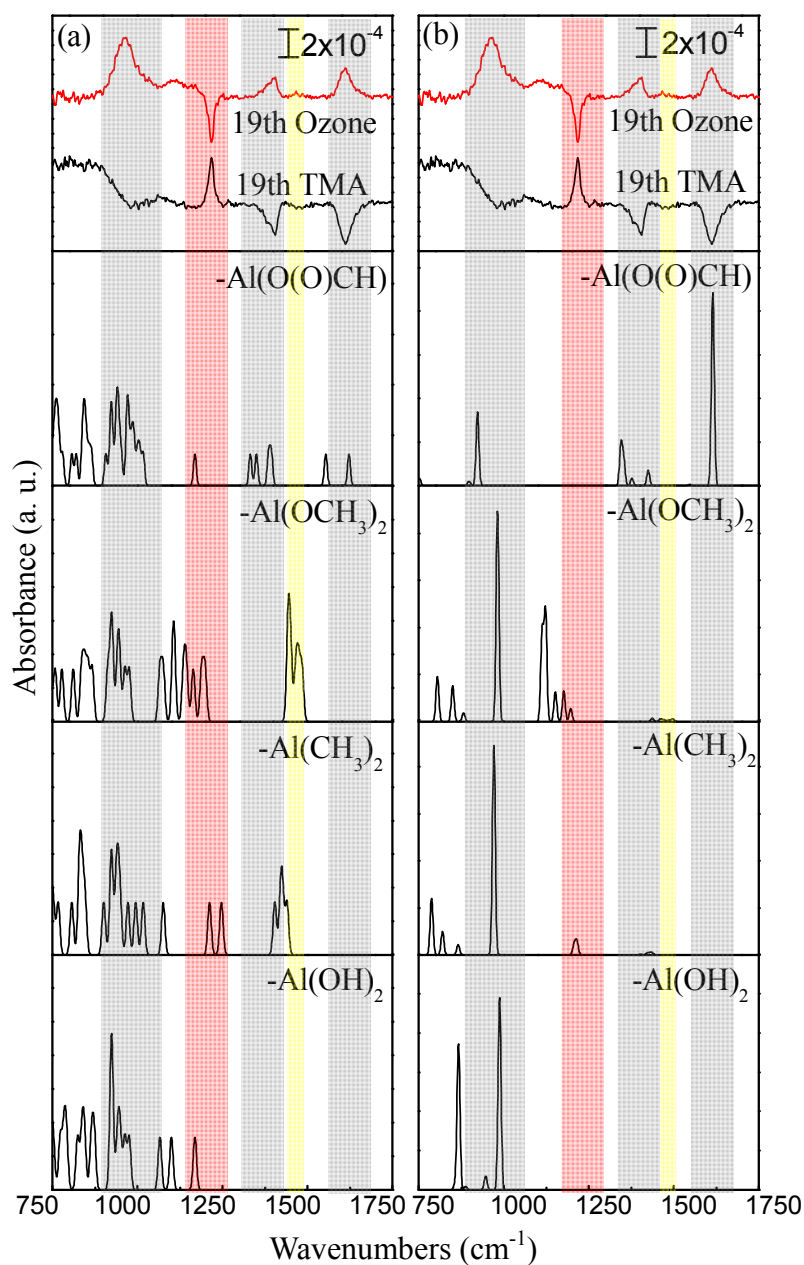 (a)
2x10⁻⁴
19th Ozone
19th TMA
-Al(O(O)CH)
-Al(OCH₃)₂
-Al(CH₃)₂
-Al(OH)₂
(b)
2x10⁻⁴
19th Ozone
19th TMA
-Al(O(O)CH)
-Al(OCH₃)₂
-Al(CH₃)₂
-Al(OH)₂
Absorbance (a. u.)
750 1000 1250 1500 1750 750 1000 1250 1500 1750
Wavenumbers (cm⁻¹)